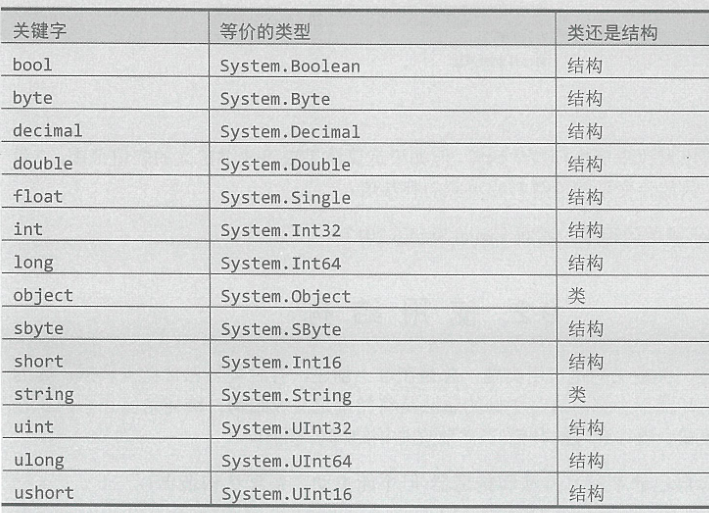 关键字 等价的类型 类还是结构
bool System.Boolean 结构
byte System.Byte 结构
decimal System.Decimal 结构
double System.Double 结构
float System.Single 结构
int System.Int32 结构
long System.Int64 结构
object System.Object 类
sbyte System.SByte 结构
short System.Int16 结构
string System.String 类
uint System.UInt32 结构
ulong System.UInt64 结构
ushort System.UInt16 结构